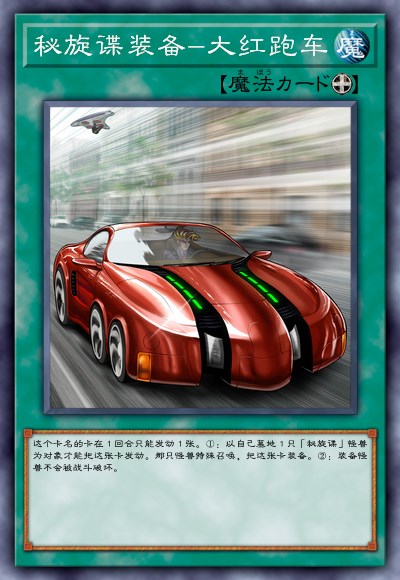 秘旋谍装备-大红跑车 魔
【魔法カード】
这个卡名的卡在1回合只能发动1张。①：以自己墓地1只「秘旋谍」怪兽
为对象才能把这张卡发动。那只怪兽特殊召唤，把这张卡装备。②：装备怪
兽不会被战斗破坏。